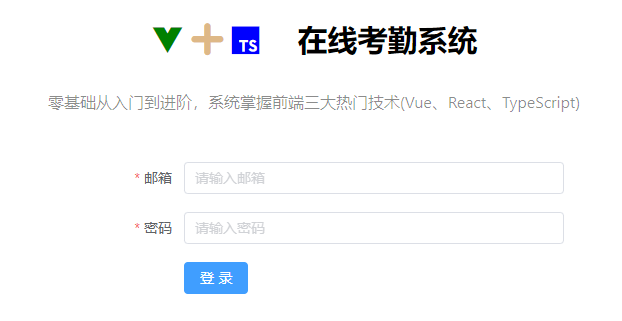 TS 在线考勤系统
零基础从入门到进阶，系统掌握前端三大热门技术(Vue、React、TypeScript)
* 邮箱 请输入邮箱
* 密码 请输入密码
登 录